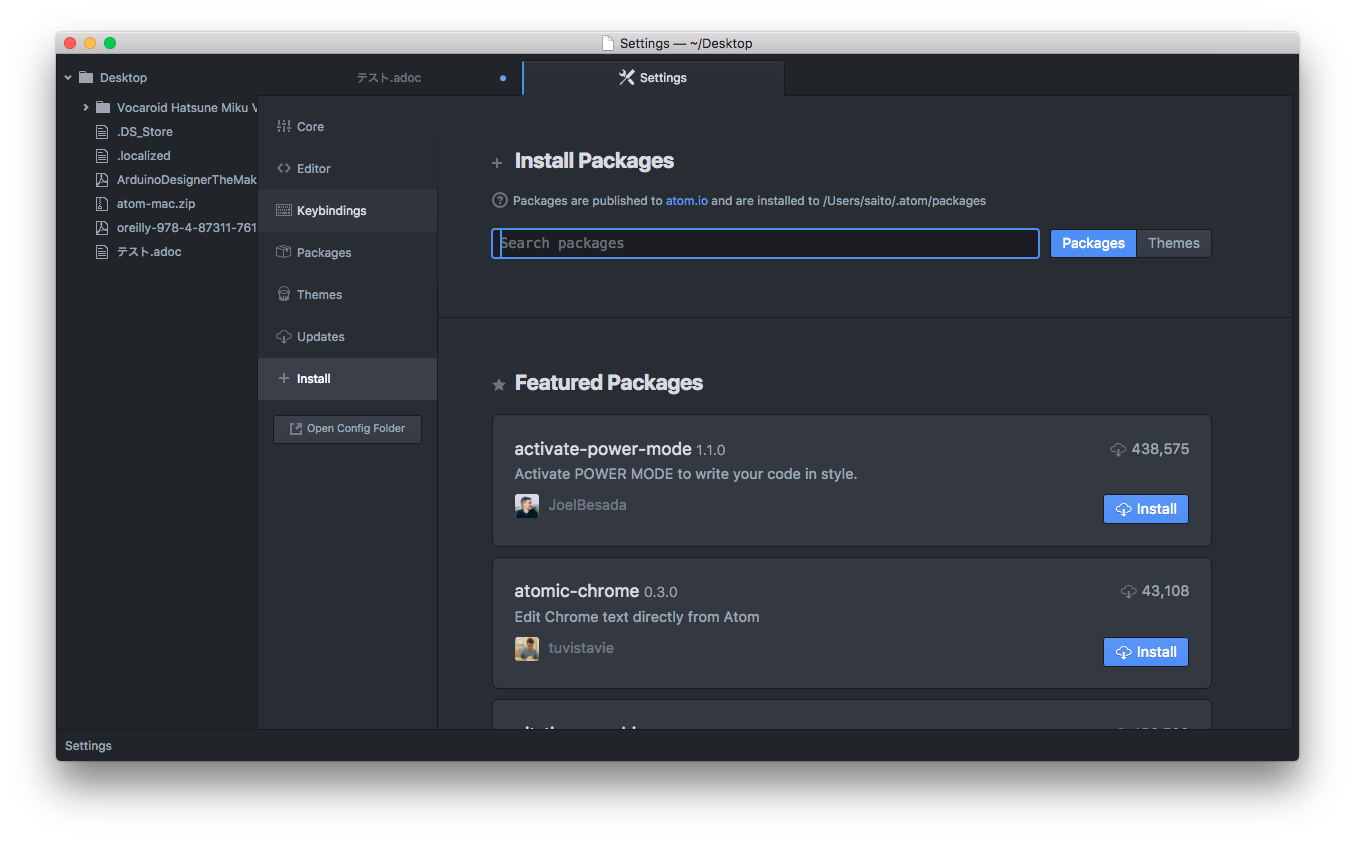 Settings — ~/Desktop
Desktop
テスト.adoc
Settings
Vocaroid Hatsune Miku V
.DS_Store
.localized
ArduinoDesignerTheMak
atom-mac.zip
oreilly-978-4-87311-761
テスト.adoc
Core
Editor
Keybindings
Packages
Themes
Updates
Install
Open Config Folder
Install Packages
Packages are published to atom.io and are installed to /Users/saito/.atom/packages
Search packages
Packages
Themes
Featured Packages
activate-power-mode 1.1.0
438,575
Activate POWER MODE to write your code in style.
JoelBesada
Install
atomic-chrome 0.3.0
43,108
Edit Chrome text directly from Atom
tuvistavie
Install
Settings